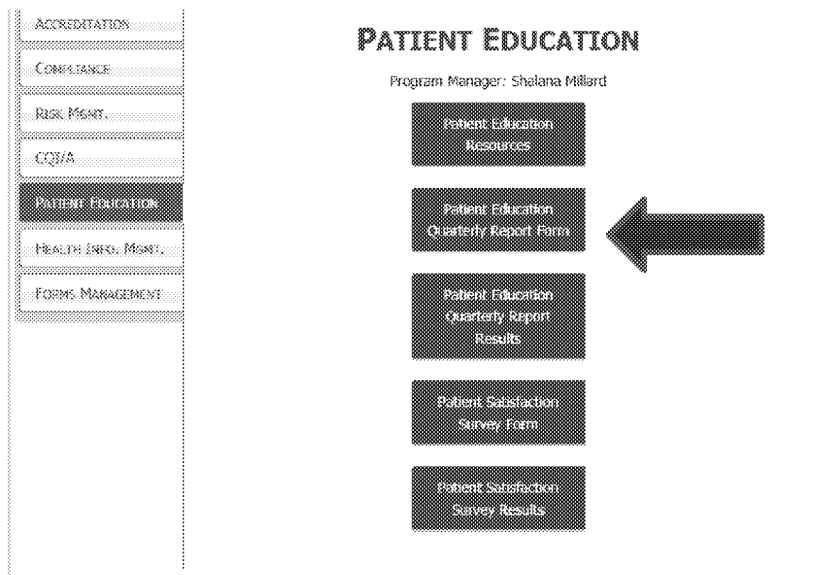 ACCREDITATION
COMPLIANCE
RISK MGMT.
CQI/A
PATIENT EDUCATION
HEALTH INFO. MGMT.
FORMS MANAGEMENT
PATIENT EDUCATION
Program Manager: Shalana Millard
Patient Education
Resources
Patient Education
Quarterly Report Form
Patient Education
Quarterly Report
Results
Patient Satisfaction
Survey Form
Patient Satisfaction
Survey Results